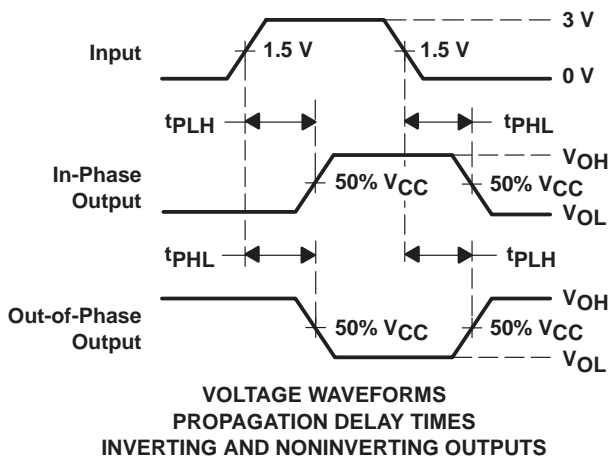 3 V
Input
1.5 V
1.5 V
0 V
tPLH
tPHL
VOH
In-Phase
Output
50% VCC
50% VCC
VOL
tPHL
tPLH
VOH
Out-of-Phase
Output
50% VCC
50% VCC
VOL
VOLTAGE WAVEFORMS
PROPAGATION DELAY TIMES
INVERTING AND NONINVERTING OUTPUTS